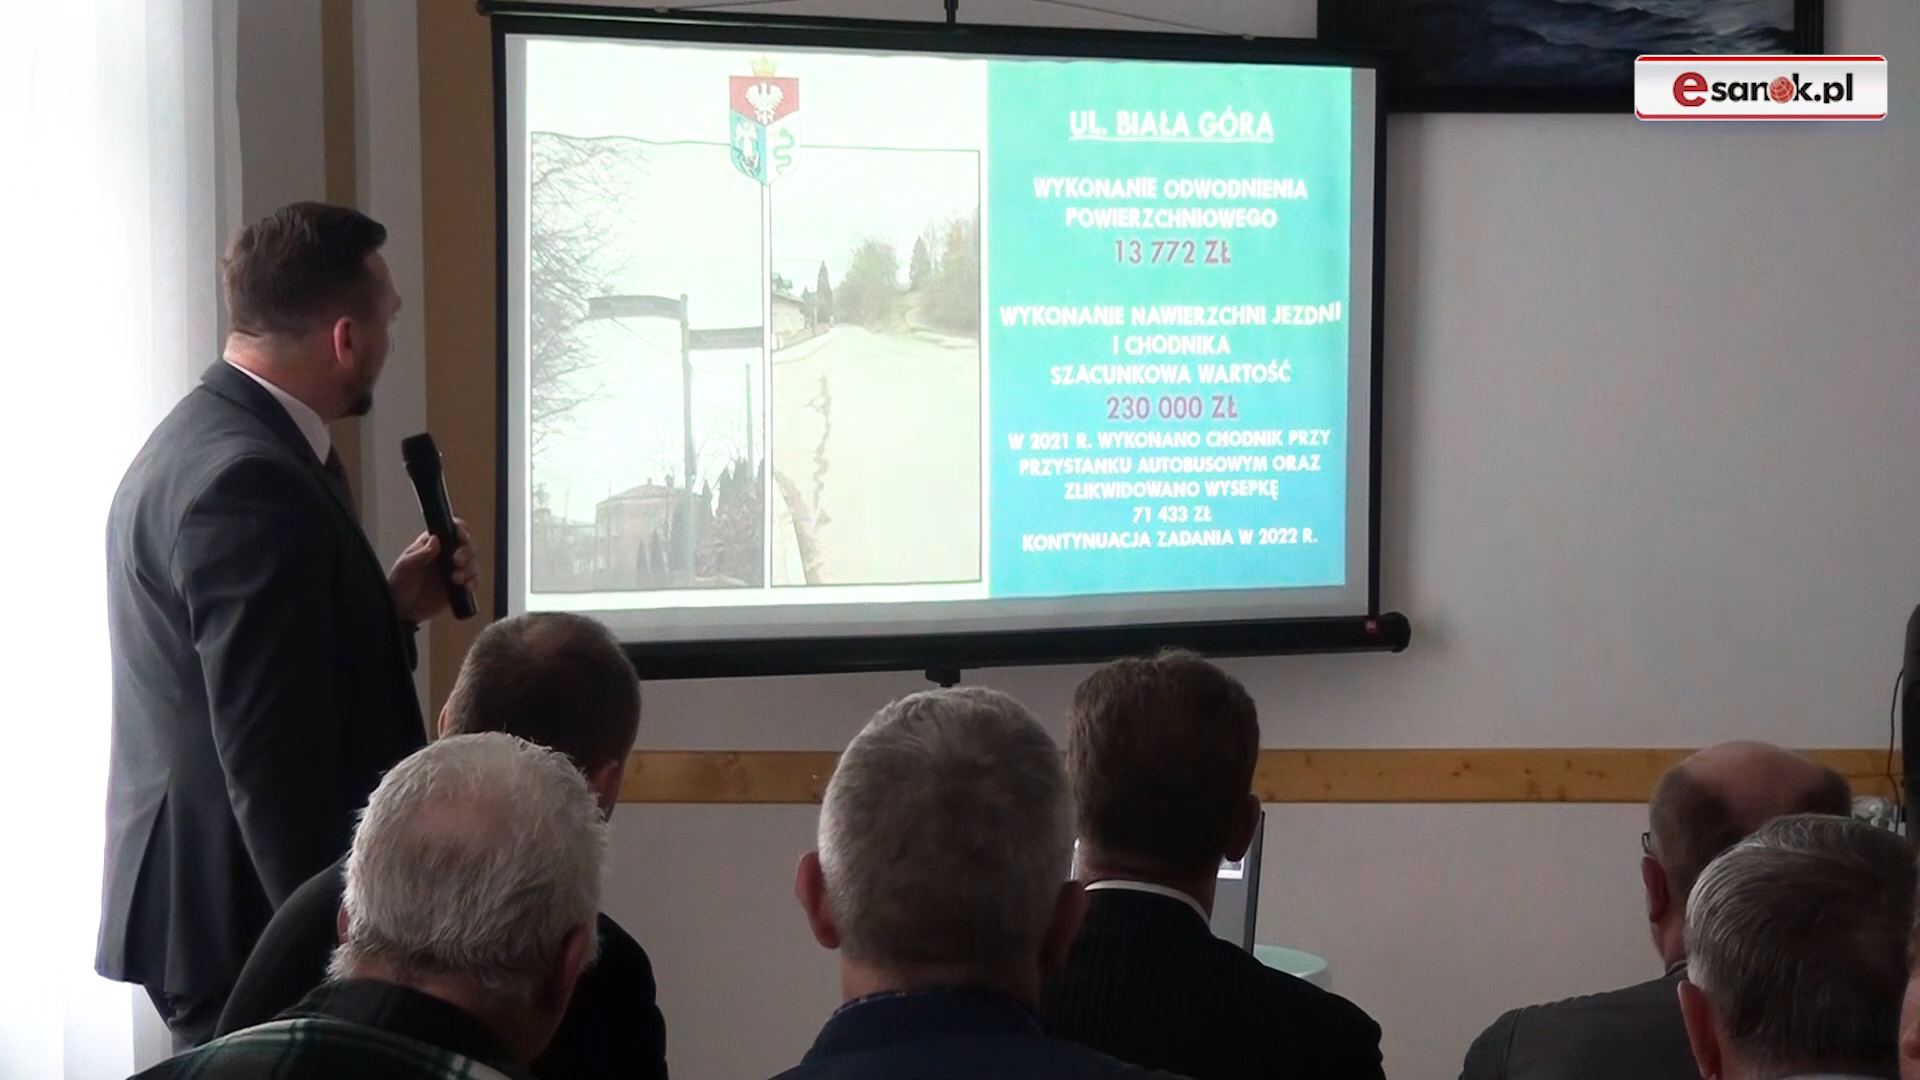 esanok.pl
UL. BIAŁA GÓRA
WYKONANIE ODWODNIENIA
POWIERZCHNIOWEGO
13 772 ZŁ
WYKONANIE NAWIERZCHNI JEZDNI
I CHODNIKA
SZACUNKOWA WARTOŚĆ
230 000 ZŁ
W 2021 R. WYKONANO CHODNIK PRZY
PRZYSTANKU AUTOBUSOWYM ORAZ
ZLIKWIDOWANO WYSEPKĘ
71 433 ZŁ
KONTYNUACJA ZADANIA W 2022 R.